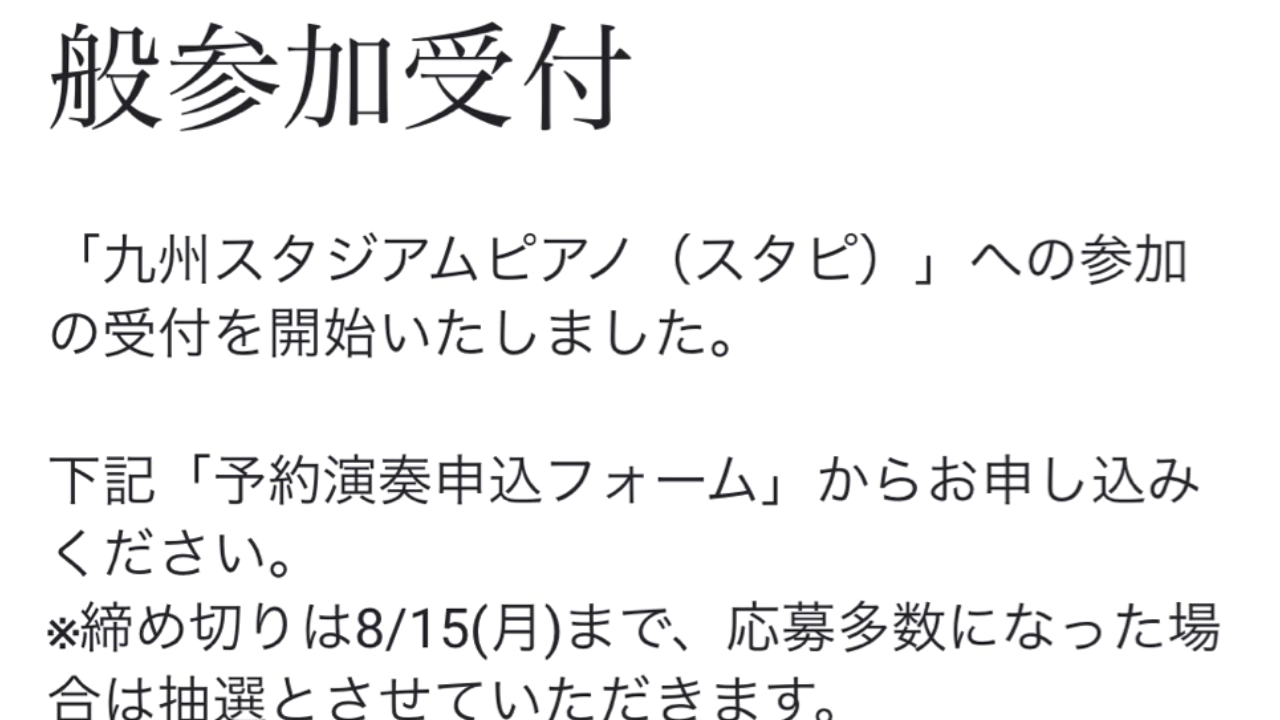 般参加受付
「九州スタジアムピアノ（スタピ）」への参加
の受付を開始いたしました。
下記「予約演奏申込フォーム」からお申し込み
ください。
※締め切りは8/15(月)まで、応募多数になった場
合は抽選とさせていただきます。